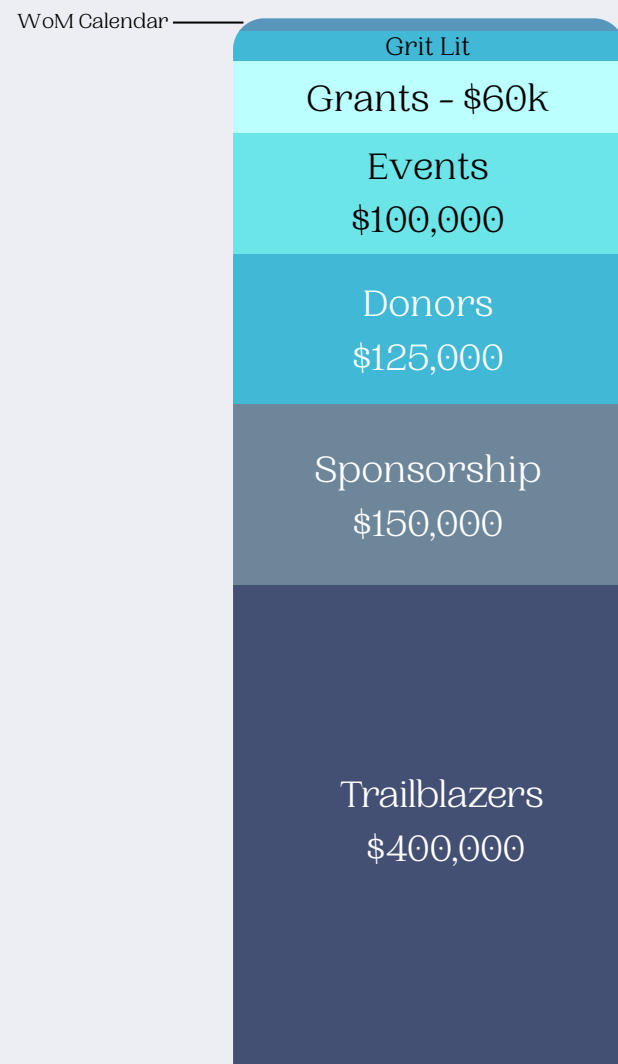 WoM Calendar
Grit Lit
Grants - $60k
Events
$100,000
Donors
$125,000
Sponsorship
$150,000
Trailblazers
$400,000